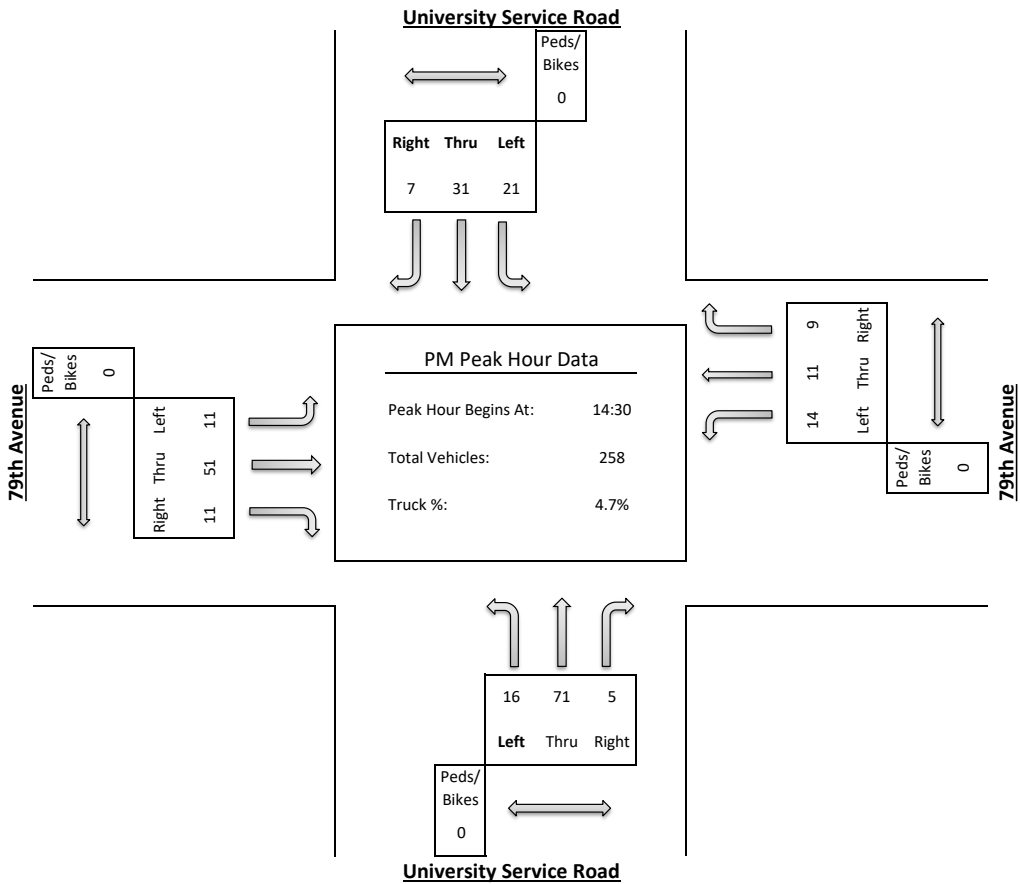 University Service Road
Peds/
Bikes
0
Right Thru Left
7 31 21
79th Avenue
Peds/
Bikes
0
Left 11
Thru 51
Right 11
PM Peak Hour Data
Peak Hour Begins At: 14:30
Total Vehicles: 258
Truck %: 4.7%
9 Right
11 Thru
14 Left
Peds/
Bikes
0
79th Avenue
16 71 5
Left Thru Right
Peds/
Bikes
0
University Service Road